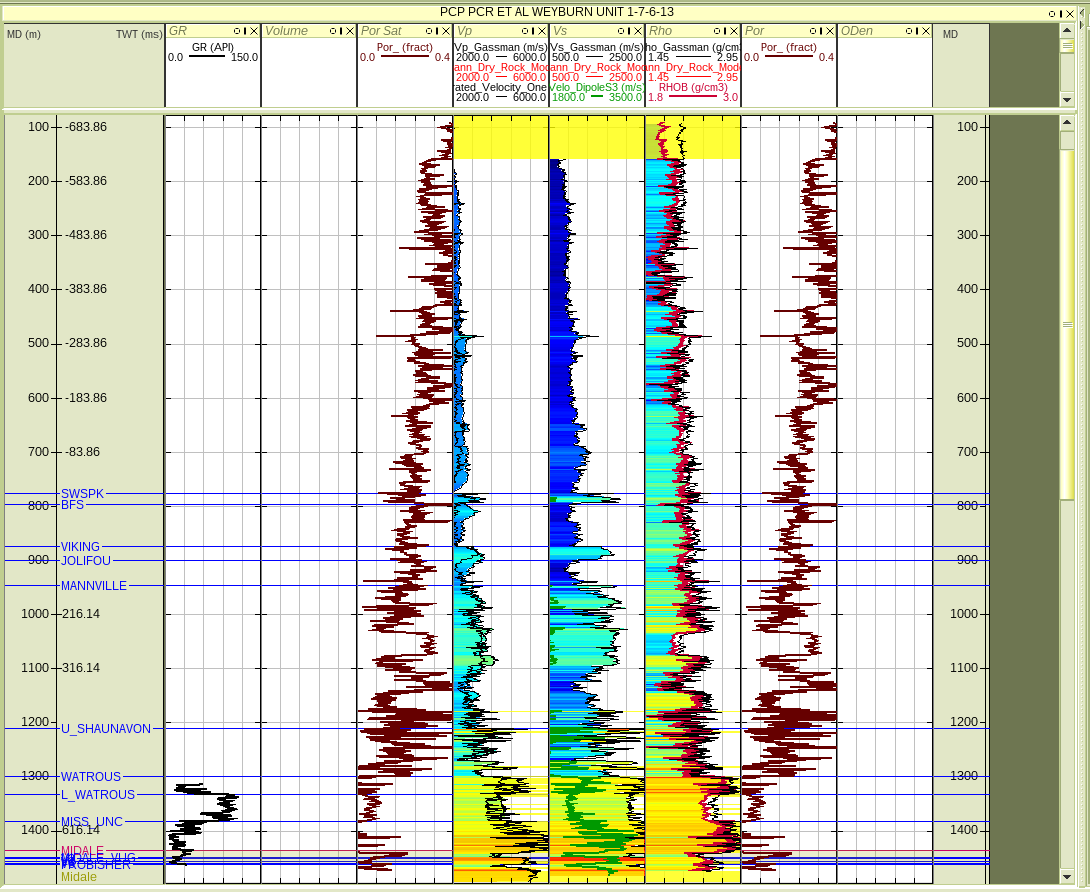 PCP PCR ET AL WEYBURN UNIT 1-7-6-13
MD (m) TWT (ms) GR Volume Por Sat Vp Vs Rho Por ODen MD
GR (API) Por_ (fract) Vp_Gassman (m/s) Vs_Gassman (m/s) ho_Gassman (g/cm Por_ (fract)
0.0 150.0 0.0 0.4 2000.0 6000.0 500.0 2500.0 1.45 2.95 0.0 0.4
ann_Dry_Rock_Mod ann_Dry_Rock_Mod ann_Dry_Rock_Mod
2000.0 6000.0 500.0 2500.0 1.45 2.95
ated_Velocity_One Velo_DipoleS3 (m/s) RHOB (g/cm3)
2000.0 6000.0 1800.0 3500.0 1.8 3.0
100 -683.86 100
200 -583.86 200
300 -483.86 300
400 -383.86 400
500 -283.86 500
600 -183.86 600
700 -83.86 700
SWSPK
800 BFS 800
VIKING
900 JOLIFOU 900
MANNVILLE
1000 216.14 1000
1100 316.14 1100
1200 1200
U_SHAUNAVON
1300 WATROUS 1300
L_WATROUS
MISS_UNC
1400 616.14 1400
MIDALE
FROBISHER
Midale